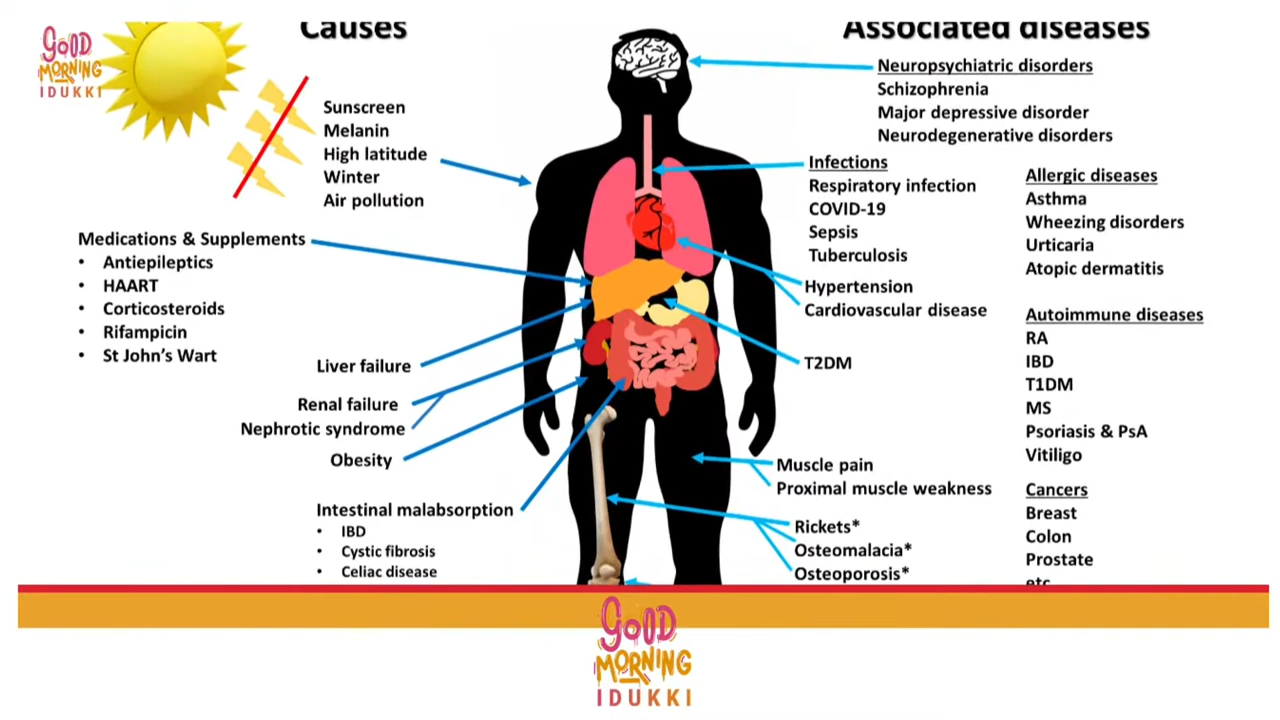 GOOD
MORNING
IDUKKI
Causes
Sunscreen
Melanin
High latitude
Winter
Air pollution
Medications & Supplements
• Antiepileptics
• HAART
• Corticosteroids
• Rifampicin
• St John's Wart
Liver failure
Renal failure
Nephrotic syndrome
Obesity
Intestinal malabsorption
• IBD
• Cystic fibrosis
• Celiac disease
Associated diseases
Neuropsychiatric disorders
Schizophrenia
Major depressive disorder
Neurodegenerative disorders
Infections
Respiratory infection
COVID-19
Sepsis
Tuberculosis
Hypertension
Cardiovascular disease
T2DM
Muscle pain
Proximal muscle weakness
Rickets*
Osteomalacia*
Osteoporosis*
Allergic diseases
Asthma
Wheezing disorders
Urticaria
Atopic dermatitis
Autoimmune diseases
RA
IBD
T1DM
MS
Psoriasis & PsA
Vitiligo
Cancers
Breast
Colon
Prostate
etc
GOOD
MORNING
IDUKKI